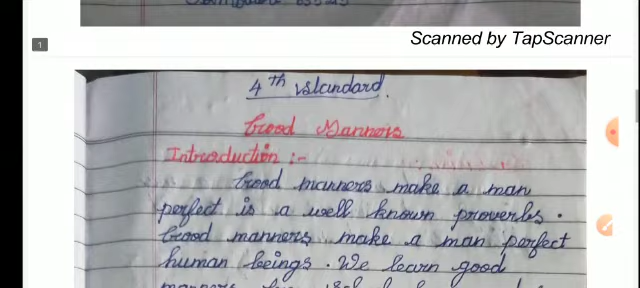 1
Scanned by TapScanner
4th standard.
Good Manners
Introduction :-
Good manners make a man
perfect is a well known proverbs.
Good manners make a man perfect
human beings. We learn good
manners